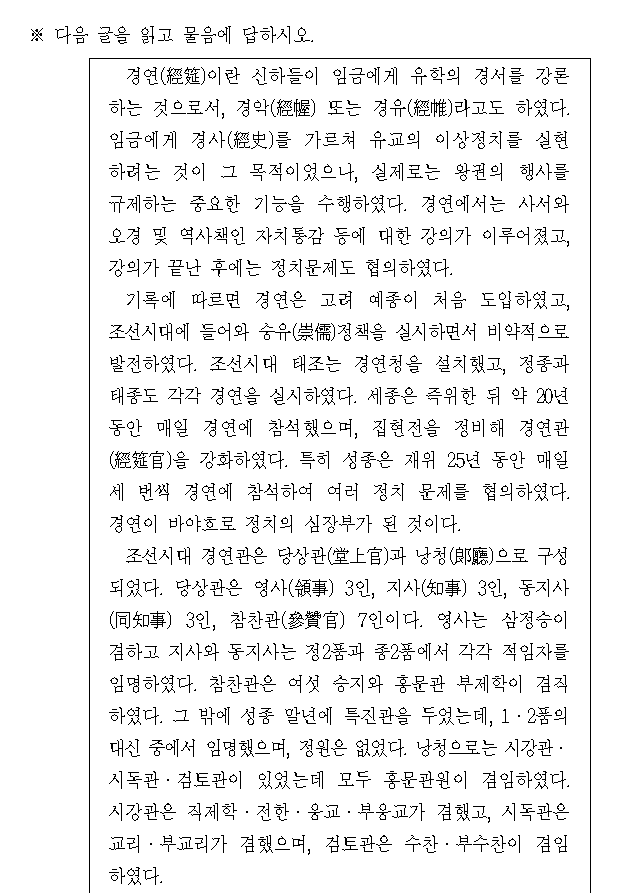 ※ 다음 글을 읽고 물음에 답하시오.
경연(經筵)이란 신하들이 임금에게 유학의 경서를 강론
하는 것으로서, 경악(經幄) 또는 경유(經帷)라고도 하였다.
임금에게 경사(經史)를 가르쳐 유교의 이상정치를 실현
하려는 것이 그 목적이었으나, 실제로는 왕권의 행사를
규제하는 중요한 기능을 수행하였다. 경연에서는 사서와
오경 및 역사책인 자치통감 등에 대한 강의가 이루어졌고,
강의가 끝난 후에는 정치문제도 협의하였다.
기록에 따르면 경연은 고려 예종이 처음 도입하였고,
조선시대에 들어와 숭유(崇儒)정책을 실시하면서 비약적으로
발전하였다. 조선시대 태조는 경연청을 설치했고, 정종과
태종도 각각 경연을 실시하였다. 세종은 즉위한 뒤 약 20년
동안 매일 경연에 참석했으며, 집현전을 정비해 경연관
(經筵官)을 강화하였다. 특히 성종은 재위 25년 동안 매일
세 번씩 경연에 참석하여 여러 정치 문제를 협의하였다.
경연이 바야흐로 정치의 심장부가 된 것이다.
조선시대 경연관은 당상관(堂上官)과 낭청(郎廳)으로 구성
되었다. 당상관은 영사(領事) 3인, 지사(知事) 3인, 동지사
(同知事) 3인, 참찬관(參贊官) 7인이다. 영사는 삼정승이
겸하고 지사와 동지사는 정2품과 종2품에서 각각 적임자를
임명하였다. 참찬관은 여섯 승지와 홍문관 부제학이 겸직
하였다. 그 밖에 성종 말년에 특진관을 두었는데, 1·2품의
대신 중에서 임명했으며, 정원은 없었다. 낭청으로는 시강관·
시독관·검토관이 있었는데 모두 홍문관원이 겸임하였다.
시강관은 직제학·전한·응교·부응교가 겸했고, 시독관은
교리·부교리가 겸했으며, 검토관은 수찬·부수찬이 겸임
하였다.